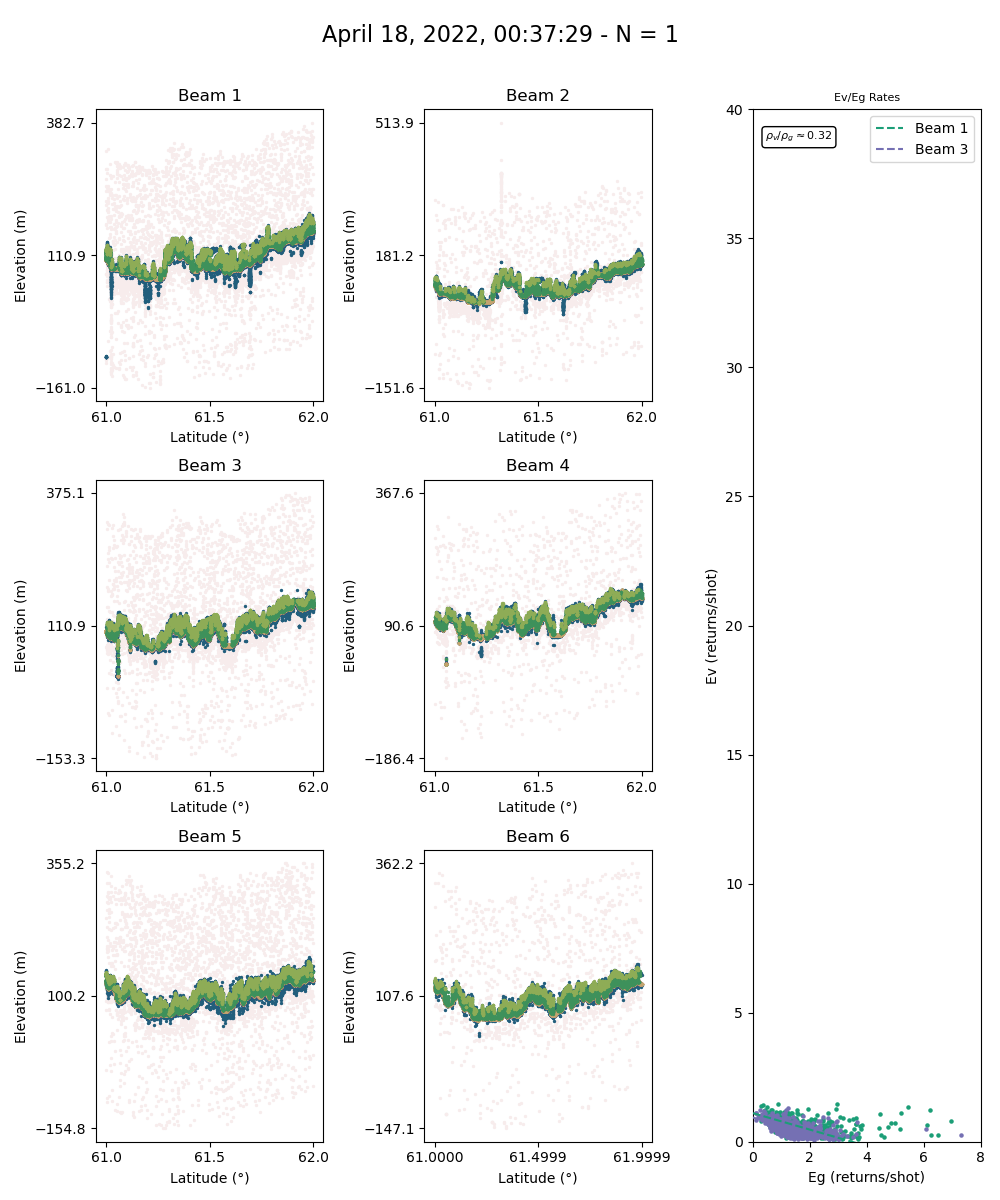 April 18, 2022, 00:37:29 - N = 1
Beam 1
382.7
110.9
−161.0
Elevation (m)
61.0 61.5 62.0
Latitude (°)
Beam 2
513.9
181.2
−151.6
Elevation (m)
61.0 61.5 62.0
Latitude (°)
Beam 3
375.1
110.9
−153.3
Elevation (m)
61.0 61.5 62.0
Latitude (°)
Beam 4
367.6
90.6
−186.4
Elevation (m)
61.0 61.5 62.0
Latitude (°)
Beam 5
355.2
100.2
−154.8
Elevation (m)
61.0 61.5 62.0
Latitude (°)
Beam 6
362.2
107.6
−147.1
Elevation (m)
61.0000 61.4999 61.9999
Latitude (°)
Ev/Eg Rates
ρv/ρg ≈ 0.32
Beam 1
Beam 3
40
35
30
25
20
15
10
5
0
Ev (returns/shot)
0 2 4 6 8
Eg (returns/shot)